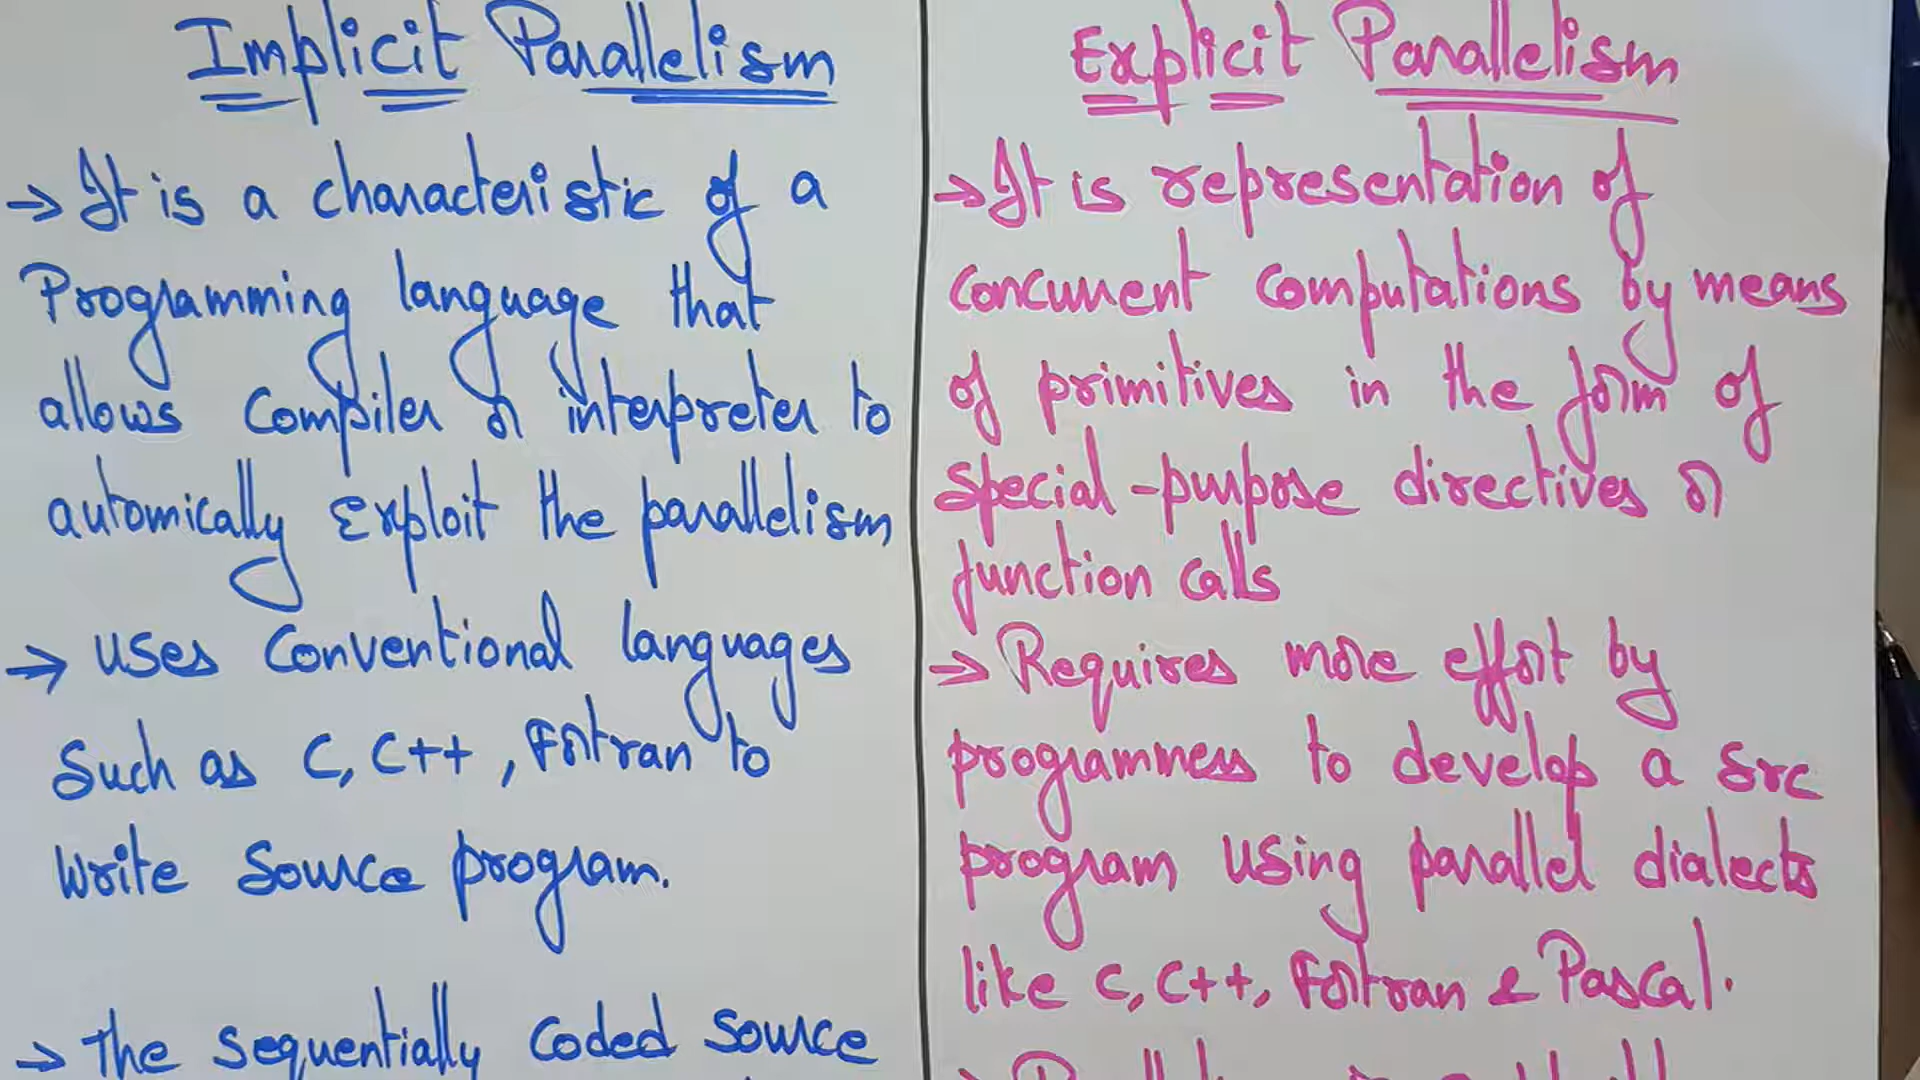 Implicit Parallelism
→ It is a characteristic of a
Programming language that
allows compiler or interpreter to
automically exploit the parallelism
→ uses conventional languages
such as C, C++, Fortran to
write source program.
→ The sequentially coded source
Explicit Parallelism
→ It is representation of
concurrent computations by means
of primitives in the form of
special-purpose directives or
function calls
→ Requires more effort by
programmers to develop a src
program using parallel dialects
like C, C++, Fortran & Pascal.